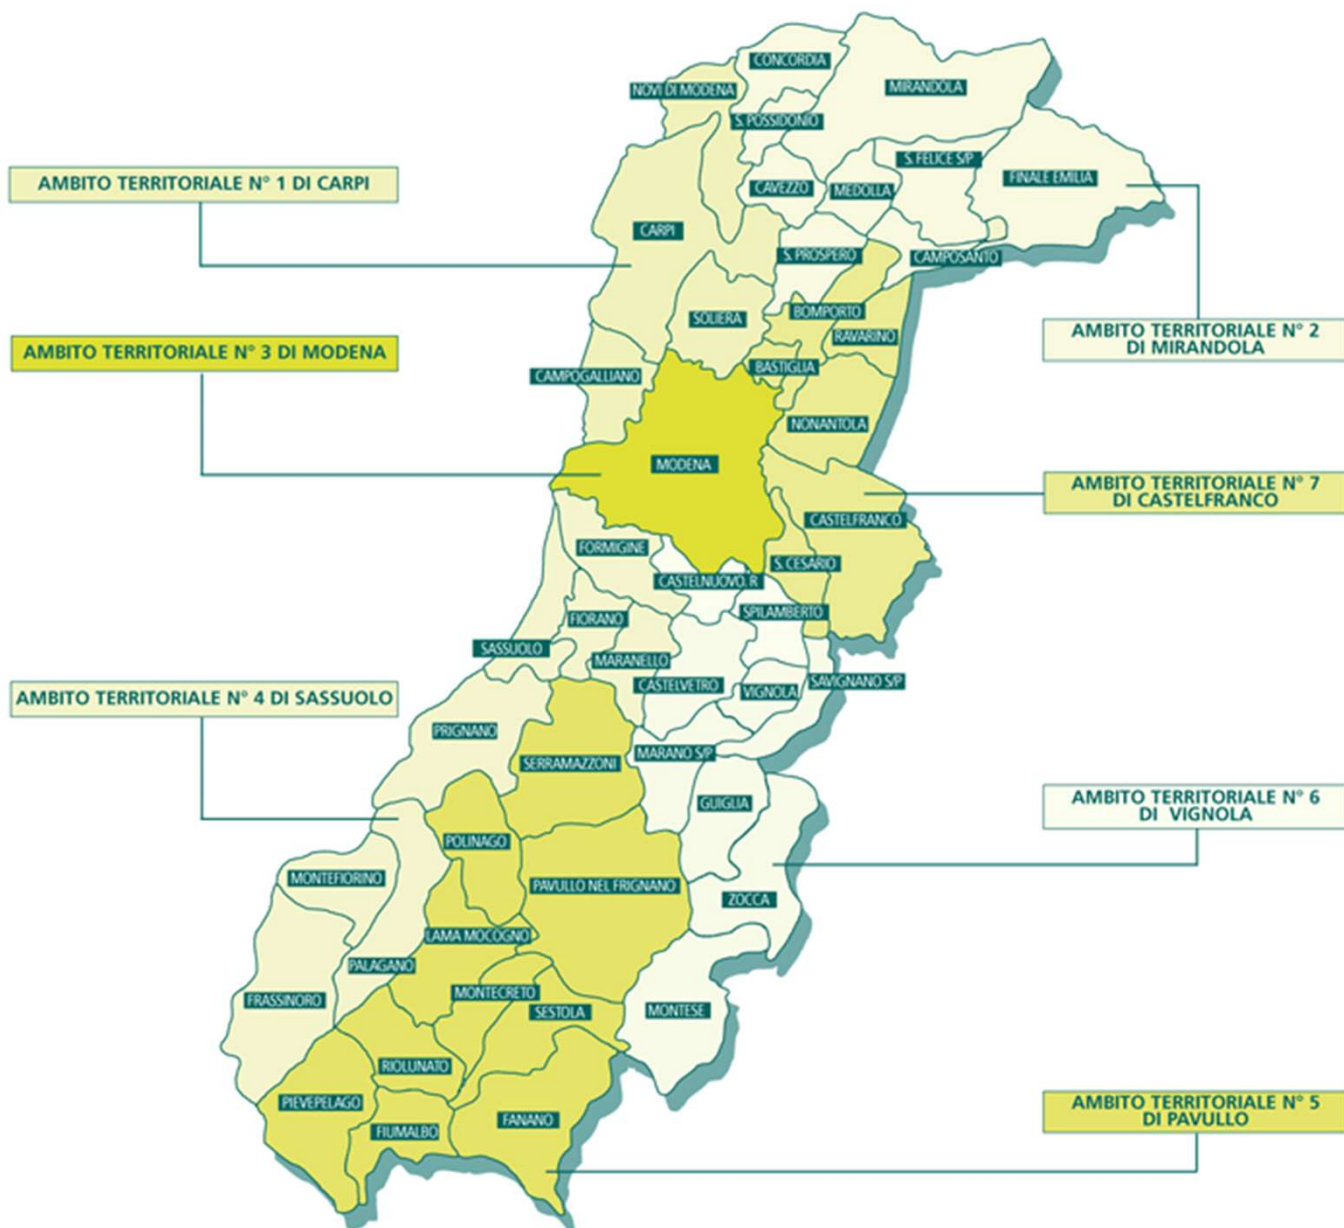 CONCORDIA
MIRANDOLA
NOVI DI MODENA
S. POSSIDONIO
S. FELICE S/P
FINALE EMILIA
AMBITO TERRITORIALE N° 1 DI CARPI
CAVEZZO
MEDOLLA
CARPI
S. PROSPERO
CAMPOSANTO
BOMPORTO
SOLIERA
RAVARINO
AMBITO TERRITORIALE N° 2
DI MIRANDOLA
AMBITO TERRITORIALE N° 3 DI MODENA
BASTIGLIA
CAMPOGALLIANO
NONANTOLA
MODENA
AMBITO TERRITORIALE N° 7
DI CASTELFRANCO
CASTELFRANCO
FORMIGINE
S. CESARIO
CASTELNUOVO. R
SPILAMBERTO
FIORANO
SASSUOLO
MARANELLO
CASTELVETRO
VIGNOLA
SAVIGNANO S/P
AMBITO TERRITORIALE N° 4 DI SASSUOLO
PRIGNANO
MARANO S/P
SERRAMAZZONI
GUIGLIA
AMBITO TERRITORIALE N° 6
DI VIGNOLA
POLINAGO
MONTEFIORINO
PAVULLO NEL FRIGNANO
ZOCCA
LAMA MOCOGNO
PALAGANO
MONTECRETO
FRASSINORO
SESTOLA
MONTESE
RIOLUNATO
PIEVEPELAGO
FANANO
FIUMALBO
AMBITO TERRITORIALE N° 5
DI PAVULLO